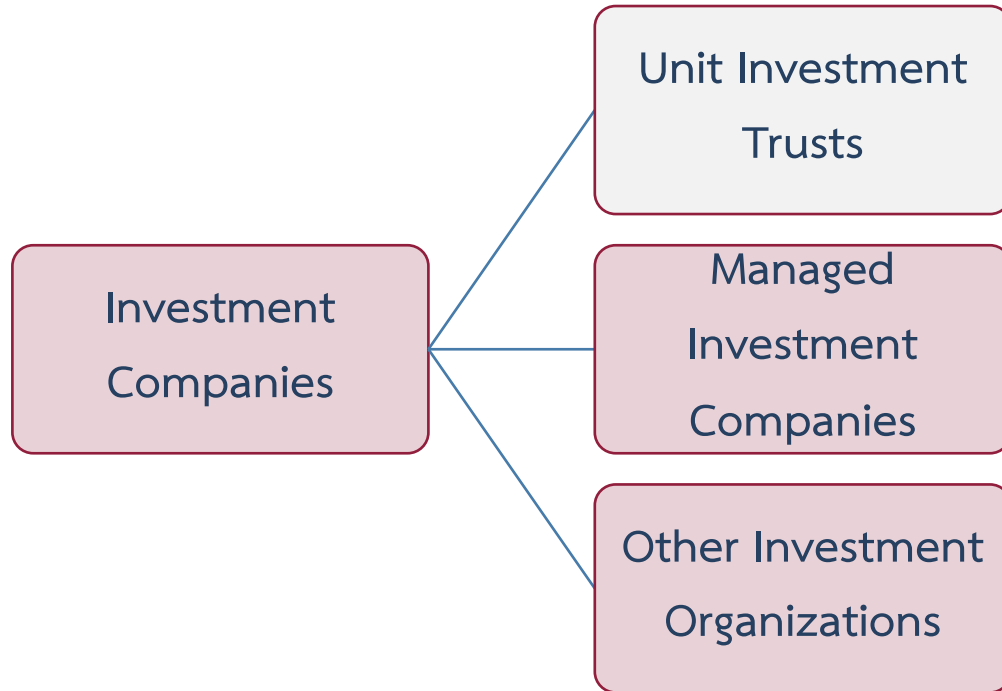 Unit Investment
Trusts
Investment
Companies
Managed
Investment
Companies
Other Investment
Organizations